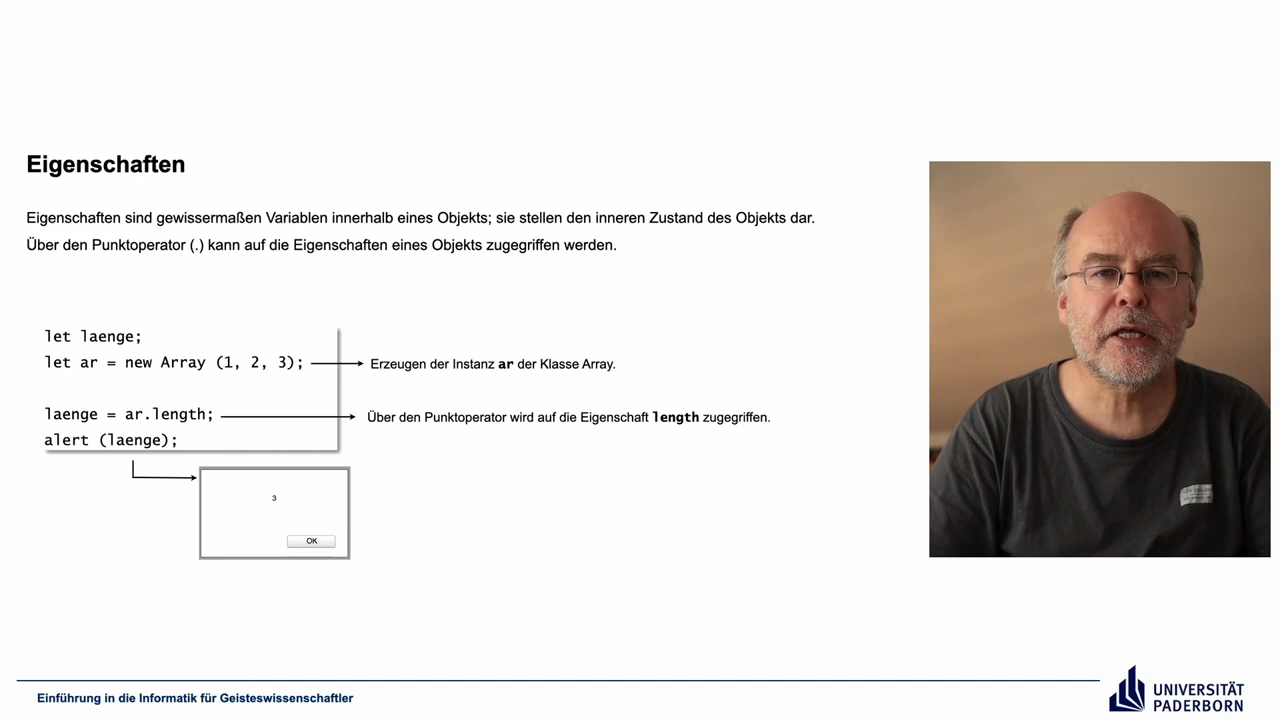 Eigenschaften
Eigenschaften sind gewissermaßen Variablen innerhalb eines Objekts; sie stellen den inneren Zustand des Objekts dar.
Über den Punktoperator (.) kann auf die Eigenschaften eines Objekts zugegriffen werden.
let laenge;
let ar = new Array (1, 2, 3);
Erzeugen der Instanz ar der Klasse Array.
laenge = ar.length;
Über den Punktoperator wird auf die Eigenschaft length zugegriffen.
alert (laenge);
3
OK
Einführung in die Informatik für Geisteswissenschaftler
UNIVERSITÄT
PADERBORN